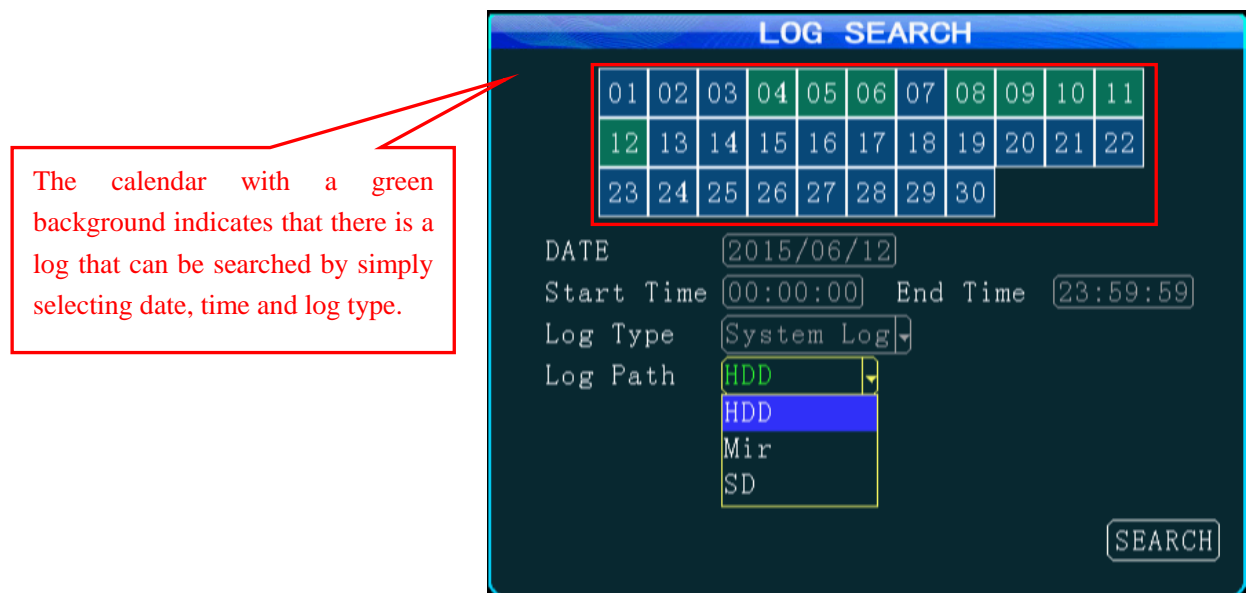 LOG SEARCH
01 02 03 04 05 06 07 08 09 10 11
12 13 14 15 16 17 18 19 20 21 22
23 24 25 26 27 28 29 30
The calendar with a green
background indicates that there is a
log that can be searched by simply
selecting date, time and log type.
DATE 2015/06/12
Start Time 00:00:00 End Time 23:59:59
Log Type System Log
Log Path HDD
HDD
Mir
SD
SEARCH